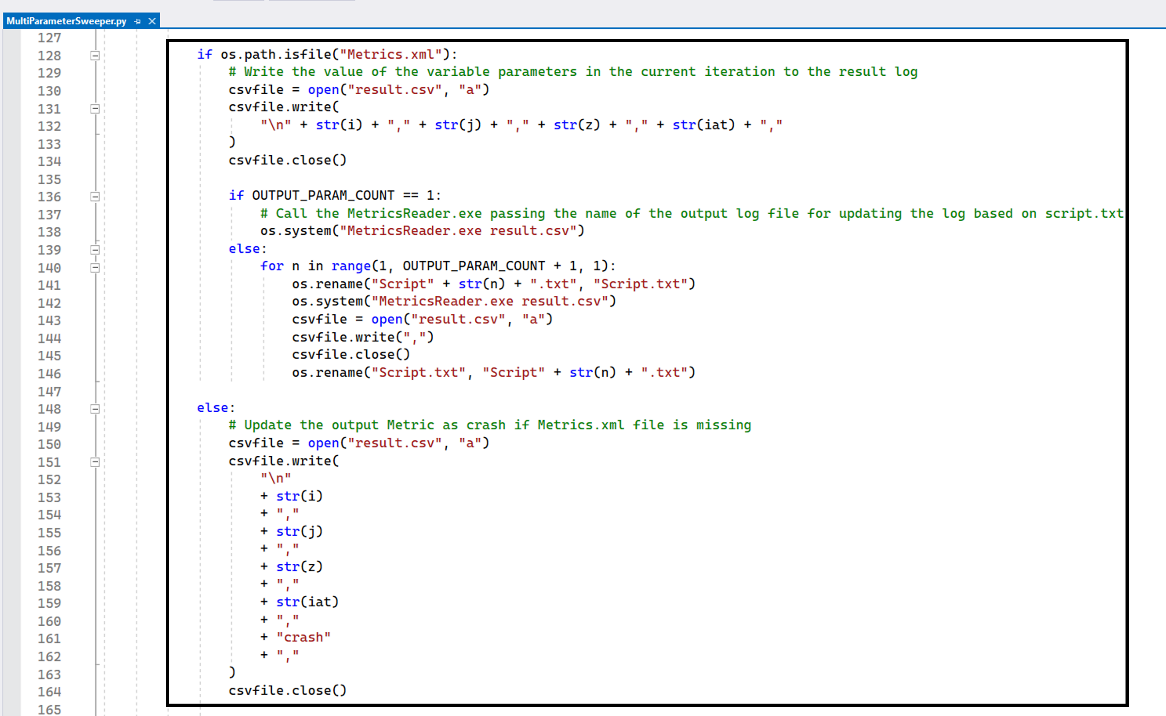 MultiParameterSweeper.py
127
128 if os.path.isfile("Metrics.xml"):
129 # Write the value of the variable parameters in the current iteration to the result log
130 csvfile = open("result.csv", "a")
131 csvfile.write(
132 "\n" + str(i) + "," + str(j) + "," + str(z) + "," + str(iat) + ","
133 )
134 csvfile.close()
135
136 if OUTPUT_PARAM_COUNT == 1:
137 # Call the MetricsReader.exe passing the name of the output log file for updating the log based on script.txt
138 os.system("MetricsReader.exe result.csv")
139 else:
140 for n in range(1, OUTPUT_PARAM_COUNT + 1, 1):
141 os.rename("Script" + str(n) + ".txt", "Script.txt")
142 os.system("MetricsReader.exe result.csv")
143 csvfile = open("result.csv", "a")
144 csvfile.write(",")
145 csvfile.close()
146 os.rename("Script.txt", "Script" + str(n) + ".txt")
147
148 else:
149 # Update the output Metric as crash if Metrics.xml file is missing
150 csvfile = open("result.csv", "a")
151 csvfile.write(
152 "\n"
153 + str(i)
154 + ","
155 + str(j)
156 + ","
157 + str(z)
158 + ","
159 + str(iat)
160 + ","
161 + "crash"
162 + ","
163 )
164 csvfile.close()
165